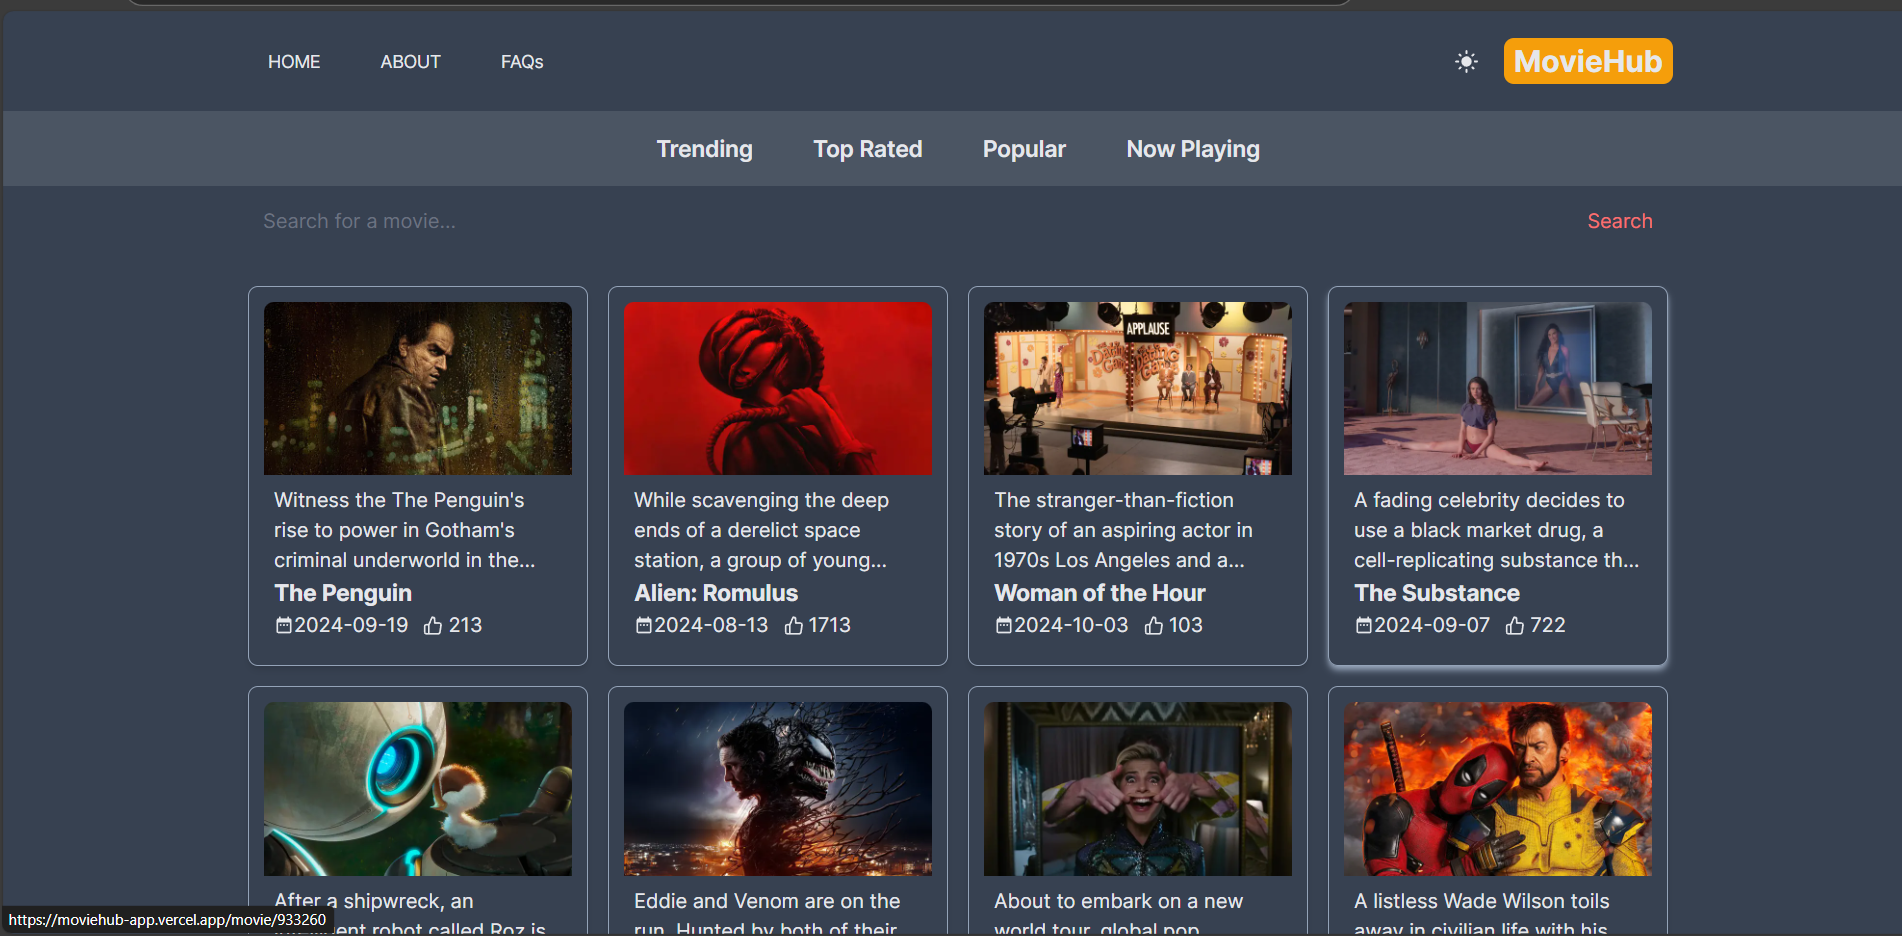 HOME ABOUT FAQs MovieHub
Trending Top Rated Popular Now Playing
Search for a movie... Search
APPLAUSE
The Dating Game
Witness the The Penguin's
rise to power in Gotham's
criminal underworld in the...
The Penguin
2024-09-19 213
While scavenging the deep
ends of a derelict space
station, a group of young...
Alien: Romulus
2024-08-13 1713
The stranger-than-fiction
story of an aspiring actor in
1970s Los Angeles and a...
Woman of the Hour
2024-10-03 103
A fading celebrity decides to
use a black market drug, a
cell-replicating substance th...
The Substance
2024-09-07 722
After a shipwreck, an
robot called Roz is
Eddie and Venom are on the
run. Hunted by both of their
About to embark on a new
world tour, global pop
A listless Wade Wilson toils
away in civilian life with his
https://moviehub-app.vercel.app/movie/933260